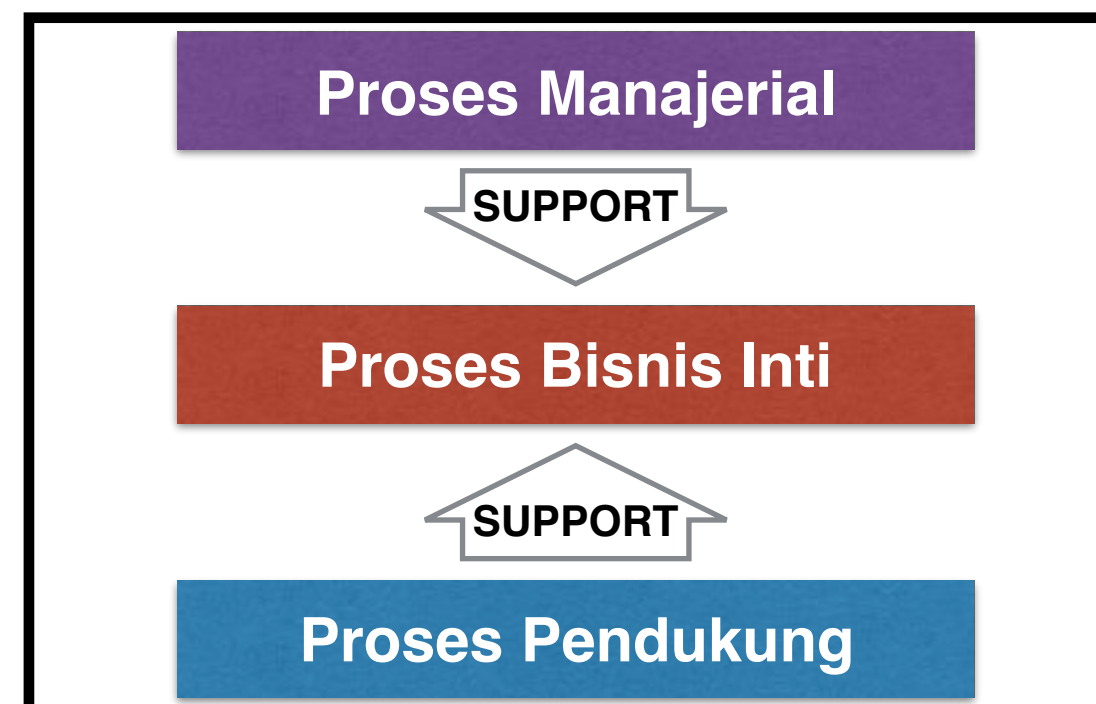 Proses Manajerial
SUPPORT
Proses Bisnis Inti
SUPPORT
Proses Pendukung